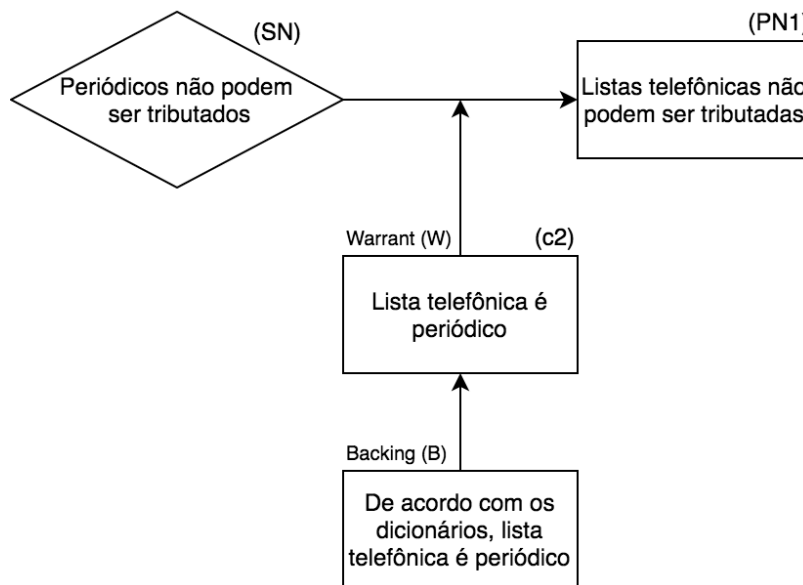 (SN)
Periódicos não podem
ser tributados
(PN1)
Listas telefônicas não
podem ser tributadas
Warrant (W)
(c2)
Lista telefônica é
periódico
Backing (B)
De acordo com os
dicionários, lista
telefônica é periódico